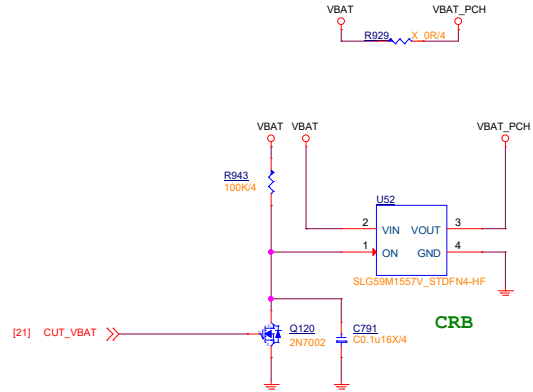 VBAT VBAT_PCH
R929 X_0R/4
VBAT VBAT VBAT_PCH
R943
100K/4
U52
2 VIN VOUT 3
1 ON GND 4
SLG59M1557V_STDFN4-HF
CRB
[21] CUT_VBAT
Q120 C791
2N7002 C0.1u16X/4